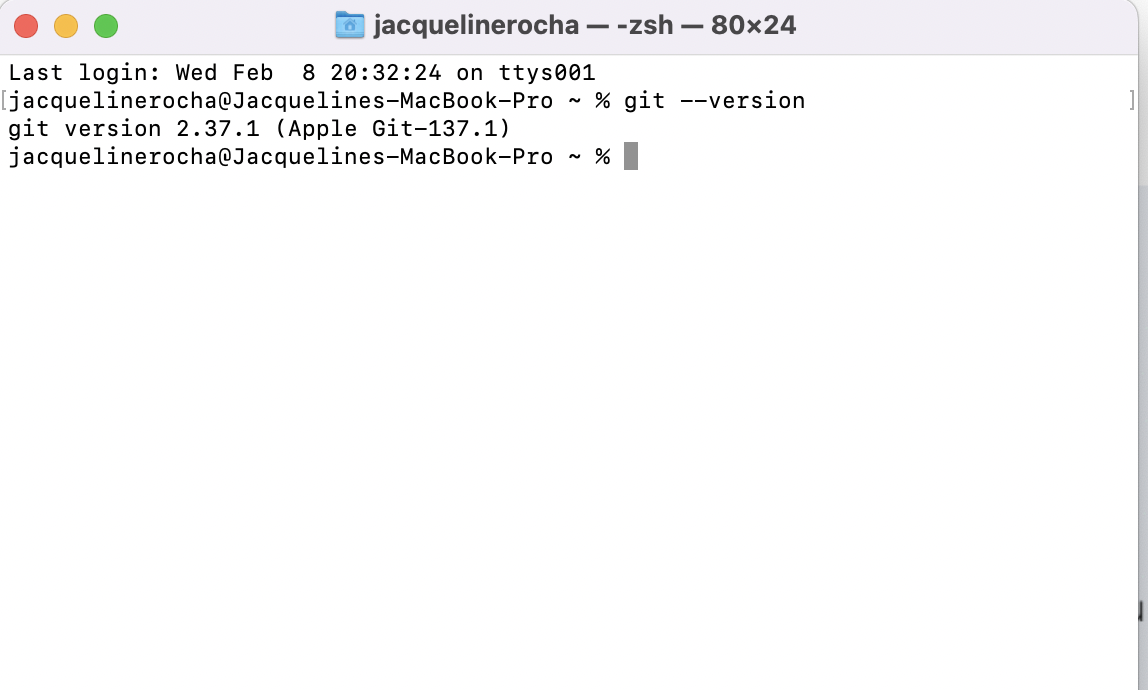 jacquelinerocha — -zsh — 80×24
Last login: Wed Feb  8 20:32:24 on ttys001
[jacquelinerocha@Jacquelines-MacBook-Pro ~ % git --version ]
git version 2.37.1 (Apple Git-137.1)
jacquelinerocha@Jacquelines-MacBook-Pro ~ %